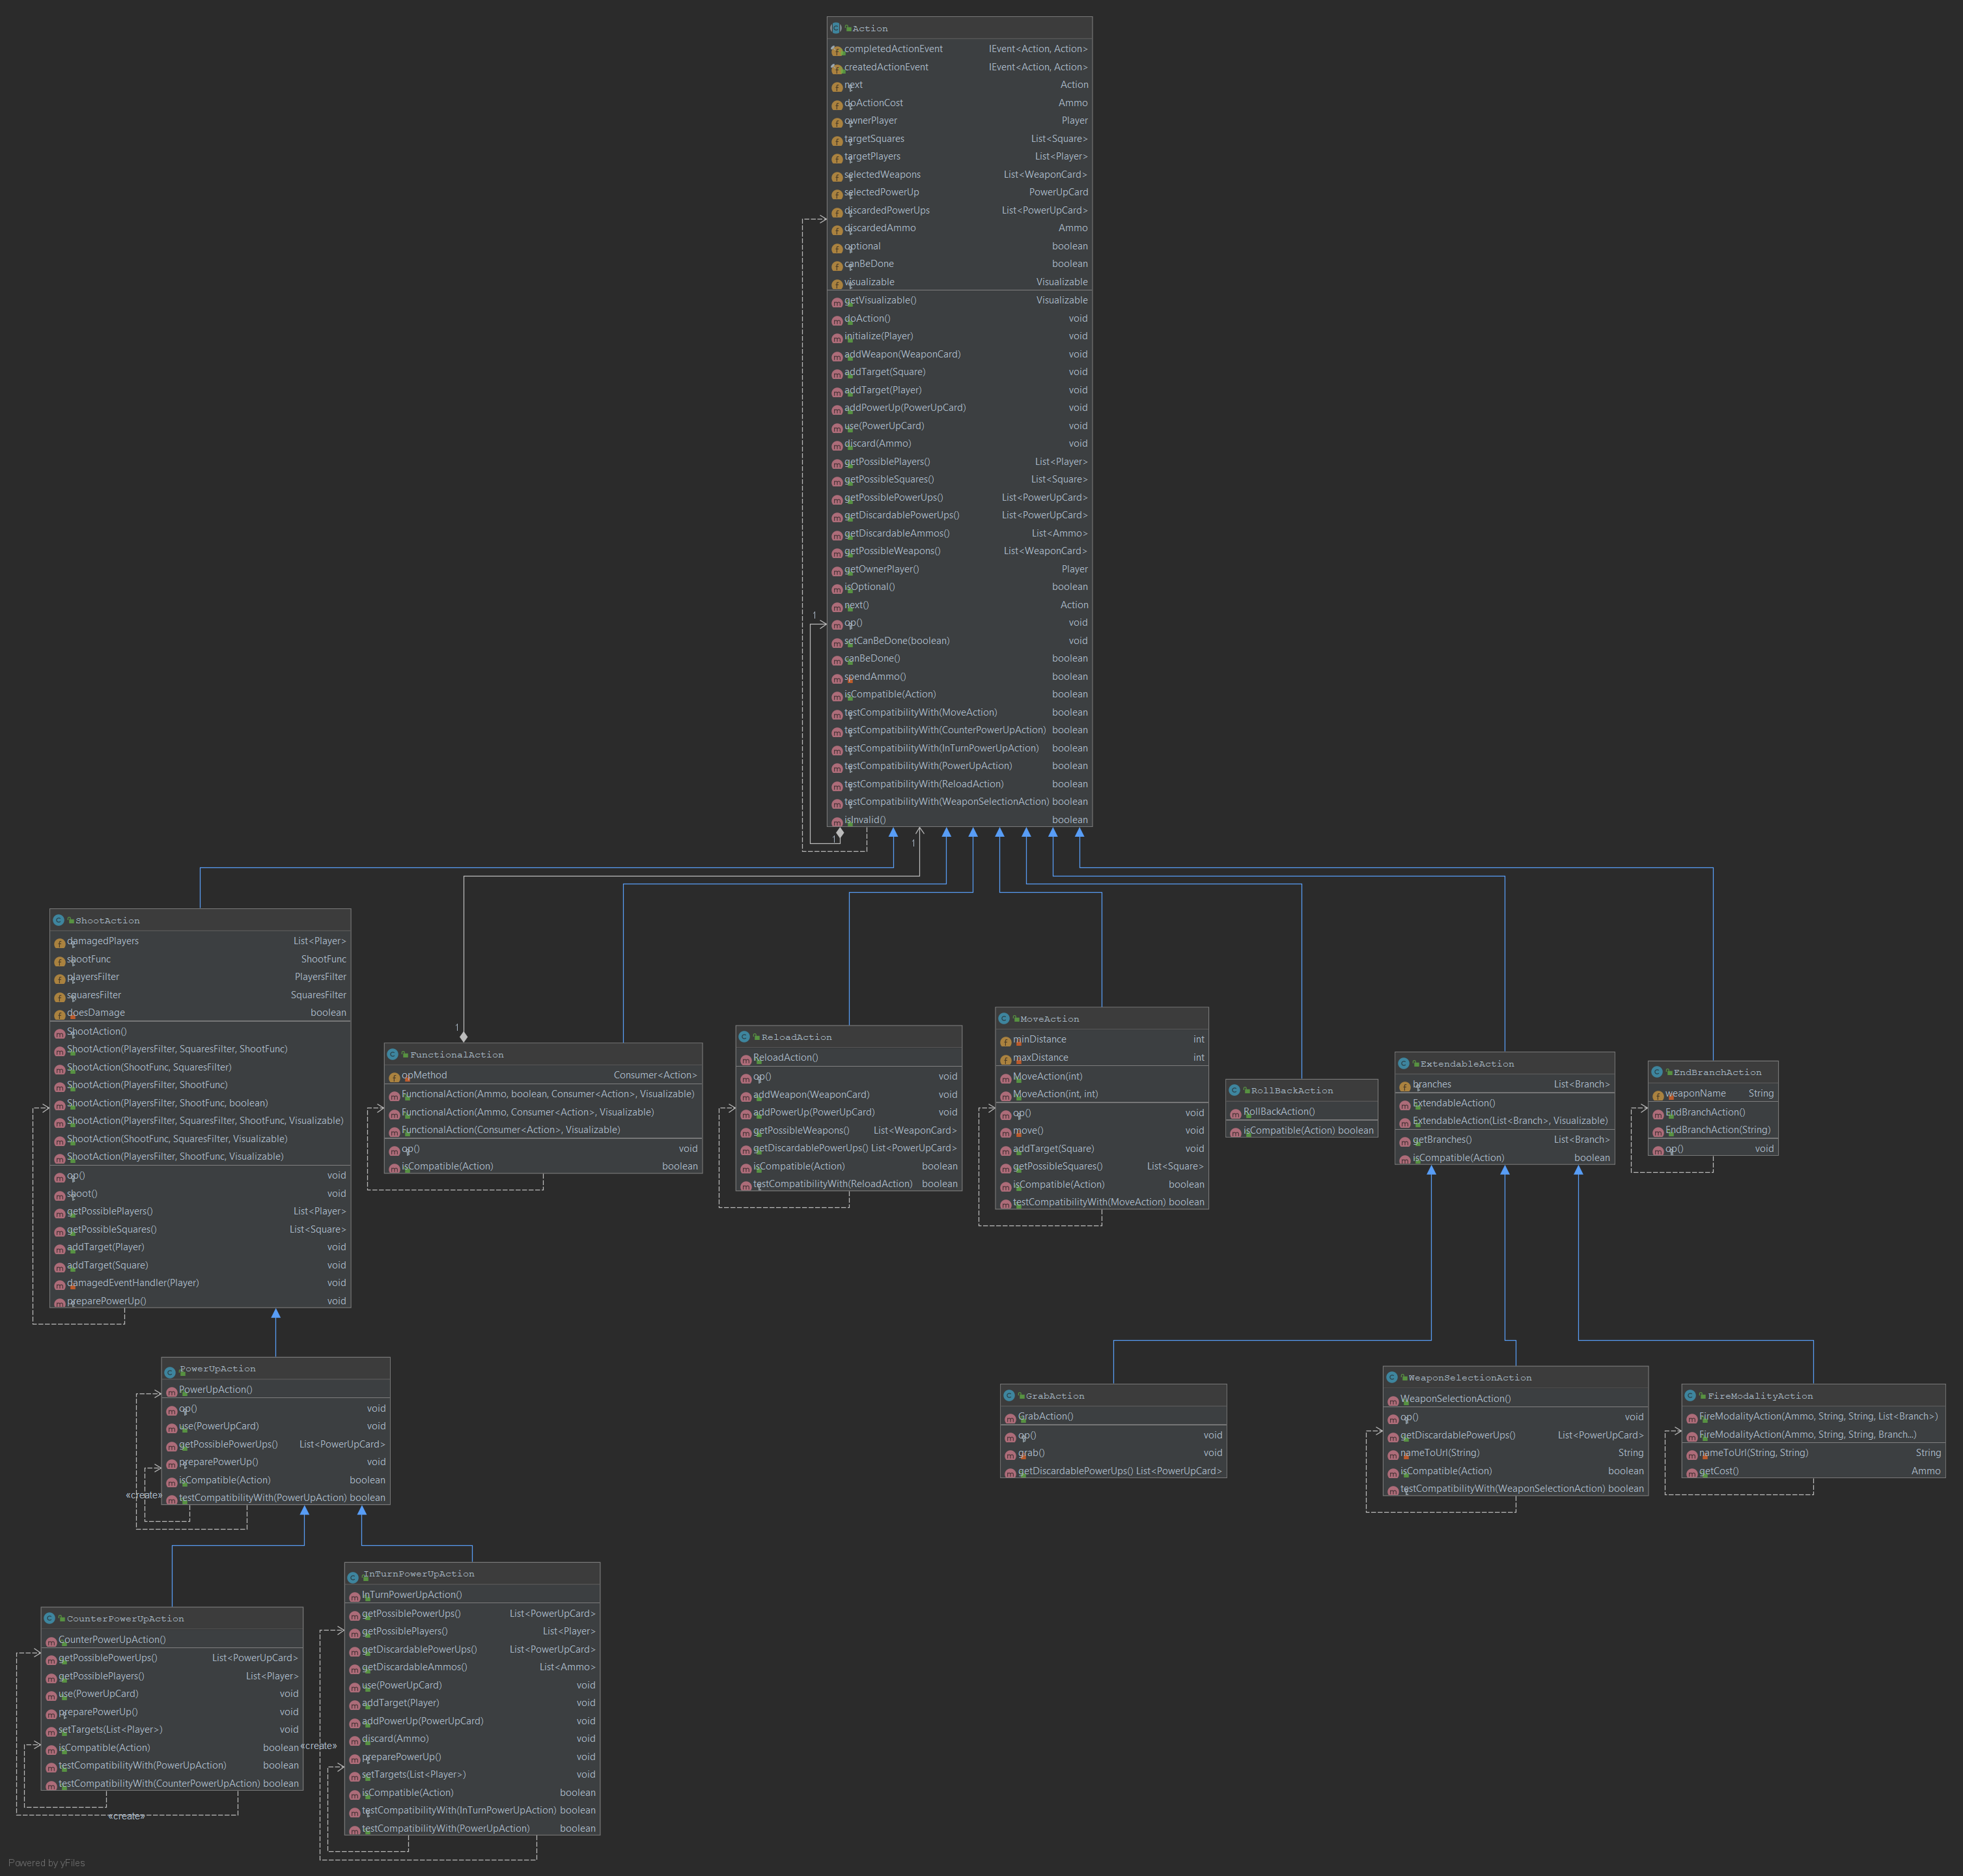 Action
completedActionEvent IEvent<Action, Action>
createdActionEvent IEvent<Action, Action>
next Action
doActionCost Ammo
ownerPlayer Player
targetSquares List<Square>
targetPlayers List<Player>
selectedWeapons List<WeaponCard>
selectedPowerUp PowerUpCard
discardedPowerUps List<PowerUpCard>
discardedAmmo Ammo
optional boolean
canBeDone boolean
visualizable Visualizable
getVisualizable() Visualizable
doAction() void
initialize(Player) void
addWeapon(WeaponCard) void
addTarget(Square) void
addTarget(Player) void
addPowerUp(PowerUpCard) void
use(PowerUpCard) void
discard(Ammo) void
getPossiblePlayers() List<Player>
getPossibleSquares() List<Square>
getPossiblePowerUps() List<PowerUpCard>
getDiscardablePowerUps() List<PowerUpCard>
getDiscardableAmmos() List<Ammo>
getPossibleWeapons() List<WeaponCard>
getOwnerPlayer() Player
isOptional() boolean
next() Action
1
op() void
setCanBeDone(boolean) void
canBeDone() boolean
spendAmmo() boolean
isCompatible(Action) boolean
testCompatibilityWith(MoveAction) boolean
testCompatibilityWith(CounterPowerUpAction) boolean
testCompatibilityWith(InTurnPowerUpAction) boolean
testCompatibilityWith(PowerUpAction) boolean
testCompatibilityWith(ReloadAction) boolean
testCompatibilityWith(WeaponSelectionAction) boolean
isInvalid() boolean
1
1
ShootAction
damagedPlayers List<Player>
shootFunc ShootFunc
playersFilter PlayersFilter
squaresFilter SquaresFilter
doesDamage boolean
ShootAction()
ShootAction(PlayersFilter, SquaresFilter, ShootFunc)
ShootAction(ShootFunc, SquaresFilter)
ShootAction(PlayersFilter, ShootFunc)
ShootAction(PlayersFilter, ShootFunc, boolean)
ShootAction(PlayersFilter, SquaresFilter, ShootFunc, Visualizable)
ShootAction(ShootFunc, SquaresFilter, Visualizable)
ShootAction(PlayersFilter, ShootFunc, Visualizable)
op() void
shoot() void
getPossiblePlayers() List<Player>
getPossibleSquares() List<Square>
addTarget(Player) void
addTarget(Square) void
damagedEventHandler(Player) void
preparePowerUp() void
1
FunctionalAction
opMethod Consumer<Action>
FunctionalAction(Ammo, boolean, Consumer<Action>, Visualizable)
FunctionalAction(Ammo, Consumer<Action>, Visualizable)
FunctionalAction(Consumer<Action>, Visualizable)
op() void
isCompatible(Action) boolean
ReloadAction
ReloadAction()
op() void
addWeapon(WeaponCard) void
addPowerUp(PowerUpCard) void
getPossibleWeapons() List<WeaponCard>
getDiscardablePowerUps() List<PowerUpCard>
isCompatible(Action) boolean
testCompatibilityWith(ReloadAction) boolean
MoveAction
minDistance int
maxDistance int
MoveAction(int)
MoveAction(int, int)
op() void
move() void
addTarget(Square) void
getPossibleSquares() List<Square>
isCompatible(Action) boolean
testCompatibilityWith(MoveAction) boolean
RollBackAction
RollBackAction()
isCompatible(Action) boolean
ExtendableAction
branches List<Branch>
ExtendableAction()
ExtendableAction(List<Branch>, Visualizable)
getBranches() List<Branch>
isCompatible(Action) boolean
EndBranchAction
weaponName String
EndBranchAction()
EndBranchAction(String)
op() void
PowerUpAction
PowerUpAction()
op() void
use(PowerUpCard) void
getPossiblePowerUps() List<PowerUpCard>
preparePowerUp() void
isCompatible(Action) boolean
testCompatibilityWith(PowerUpAction) boolean
«create»
GrabAction
GrabAction()
op() void
grab() void
getDiscardablePowerUps() List<PowerUpCard>
WeaponSelectionAction
WeaponSelectionAction()
op() void
getDiscardablePowerUps() List<PowerUpCard>
nameToUrl(String) String
isCompatible(Action) boolean
testCompatibilityWith(WeaponSelectionAction) boolean
FireModalityAction
FireModalityAction(Ammo, String, String, List<Branch>)
FireModalityAction(Ammo, String, String, Branch...)
nameToUrl(String, String) String
getCost() Ammo
CounterPowerUpAction
CounterPowerUpAction()
getPossiblePowerUps() List<PowerUpCard>
getPossiblePlayers() List<Player>
use(PowerUpCard) void
preparePowerUp() void
setTargets(List<Player>) void
isCompatible(Action) boolean
testCompatibilityWith(PowerUpAction) boolean
testCompatibilityWith(CounterPowerUpAction) boolean
«create»
InTurnPowerUpAction
InTurnPowerUpAction()
getPossiblePowerUps() List<PowerUpCard>
getPossiblePlayers() List<Player>
getDiscardablePowerUps() List<PowerUpCard>
getDiscardableAmmos() List<Ammo>
use(PowerUpCard) void
addTarget(Player) void
addPowerUp(PowerUpCard) void
discard(Ammo) void
«create»
preparePowerUp() void
setTargets(List<Player>) void
isCompatible(Action) boolean
testCompatibilityWith(InTurnPowerUpAction) boolean
testCompatibilityWith(PowerUpAction) boolean
Powered by yFiles